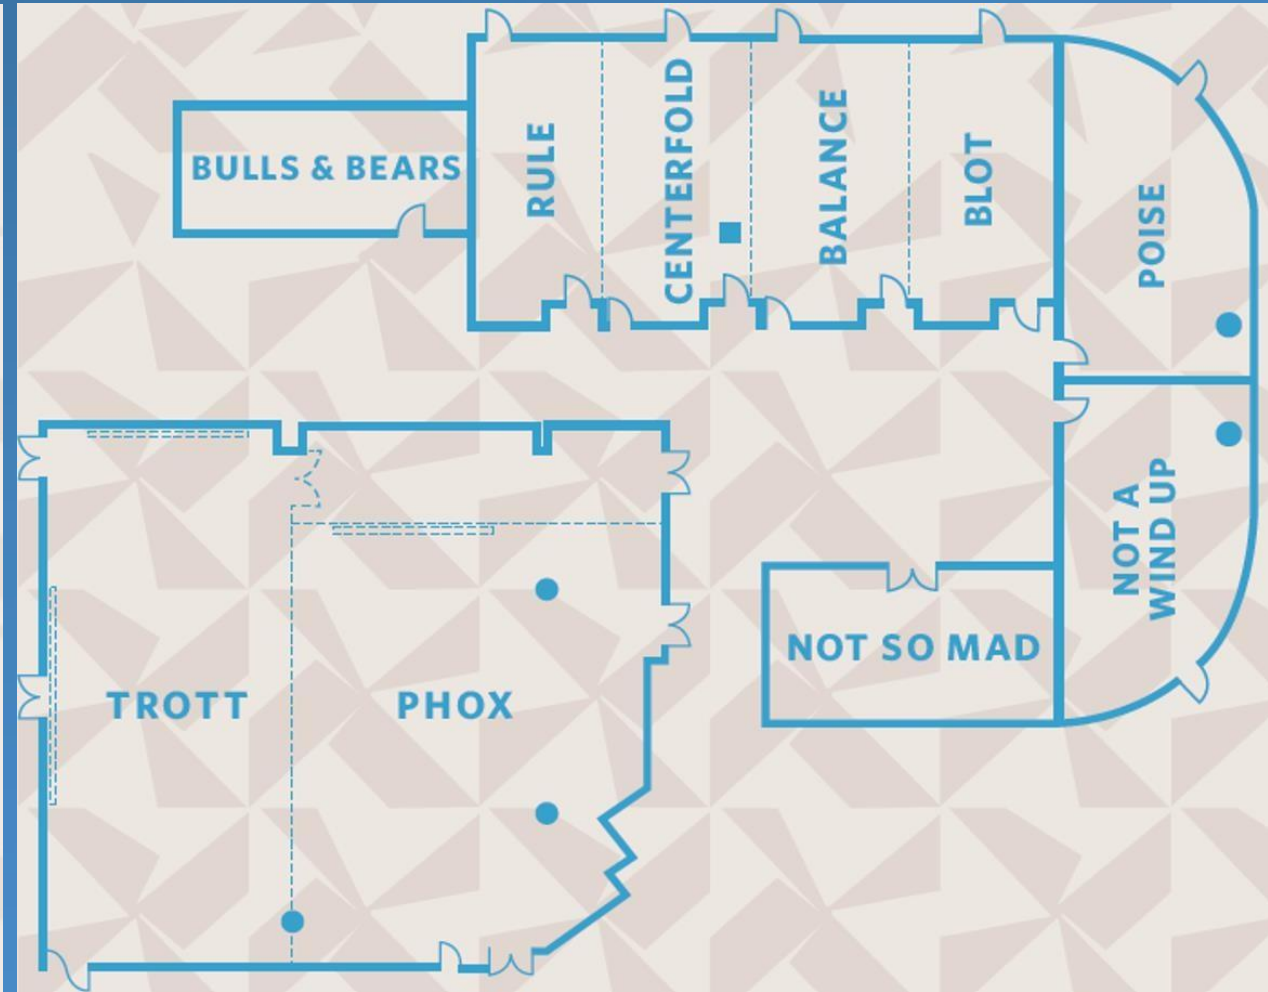 BULLS & BEARS
RULE
CENTERFOLD
BALANCE
BLOT
POISE
NOT A
WIND UP
NOT SO MAD
TROTT
PHOX